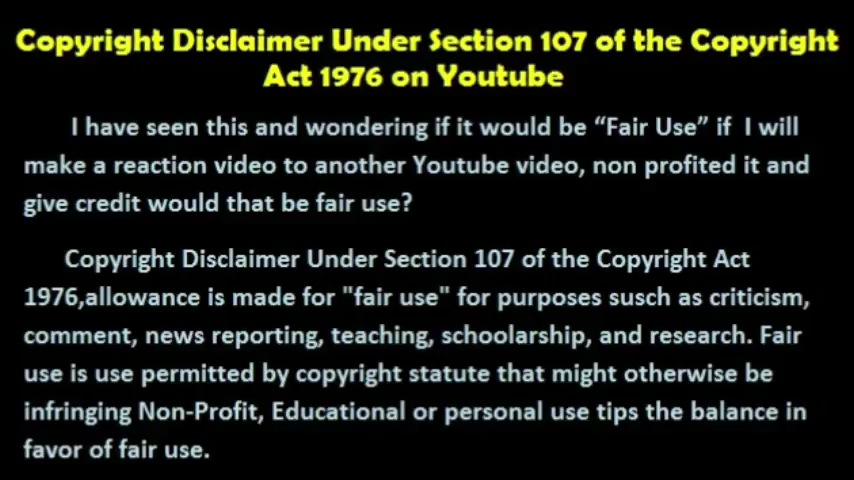 Copyright Disclaimer Under Section 107 of the Copyright
Act 1976 on Youtube
I have seen this and wondering if it would be “Fair Use” if I will
make a reaction video to another Youtube video, non profited it and
give credit would that be fair use?
Copyright Disclaimer Under Section 107 of the Copyright Act
1976,allowance is made for "fair use" for purposes susch as criticism,
comment, news reporting, teaching, schoolarship, and research. Fair
use is use permitted by copyright statute that might otherwise be
infringing Non-Profit, Educational or personal use tips the balance in
favor of fair use.